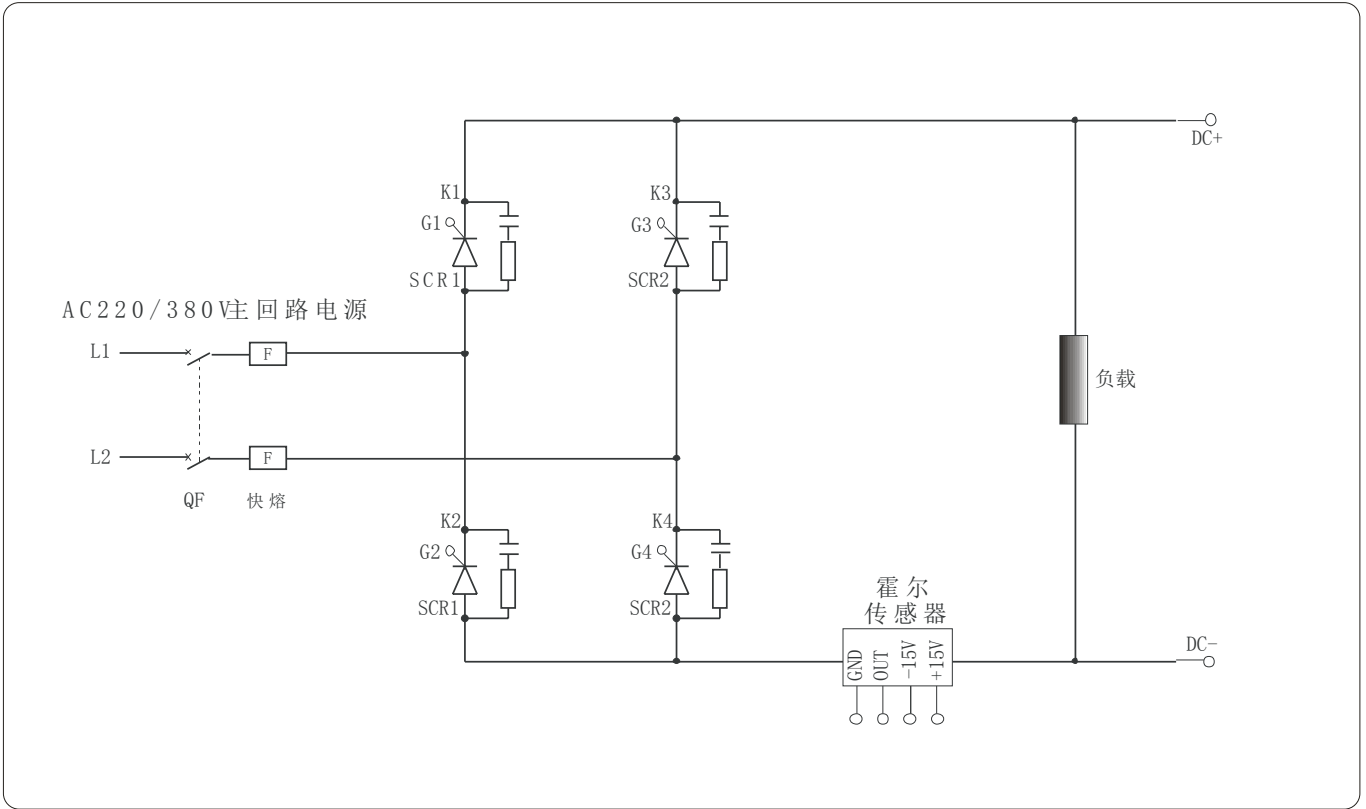 DC+
K1
K3
G1
G3
SCR1
SCR2
AC220/380V主回路电源
L1
F
负载
L2
F
QF
快熔
K2
K4
G2
G4
SCR1
SCR2
霍尔
传感器
GND
OUT
-15V
+15V
DC-